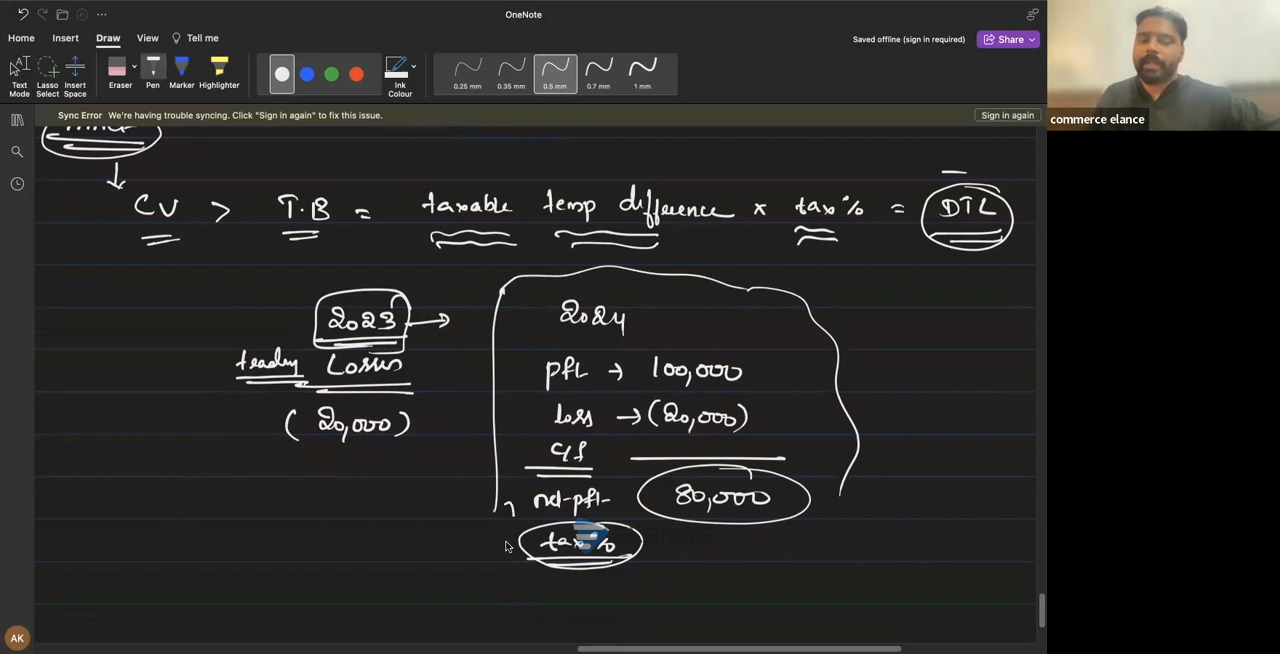 OneNote
Home Insert Draw View Tell me
Saved offline (sign in required) Share
Text Mode Lasso Select Insert Space Eraser Pen Marker Highlighter Ink Colour 0.25 mm 0.35 mm 0.5 mm 0.7 mm 1 mm
commerce elance
Sync Error We're having trouble syncing. Click "Sign in again" to fix this issue. Sign in again
CV > T.B = taxable temp difference × tax% = DTL
2023 → 2024
trading Losses pft → 100,000
(20,000) loss → (20,000)
c/f
net-pft- 80,000
tax%
AK